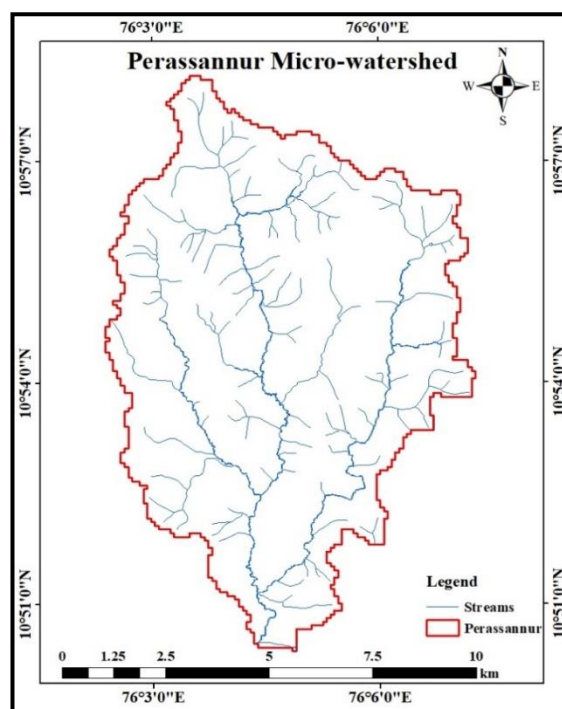 76°3'0"E 76°6'0"E
Perassannur Micro-watershed
N
W E
S
10°57'0"N 10°57'0"N
10°54'0"N 10°54'0"N
10°51'0"N 10°51'0"N
Legend
Streams
Perassannur
0 1.25 2.5 5 7.5 10
km
76°3'0"E 76°6'0"E